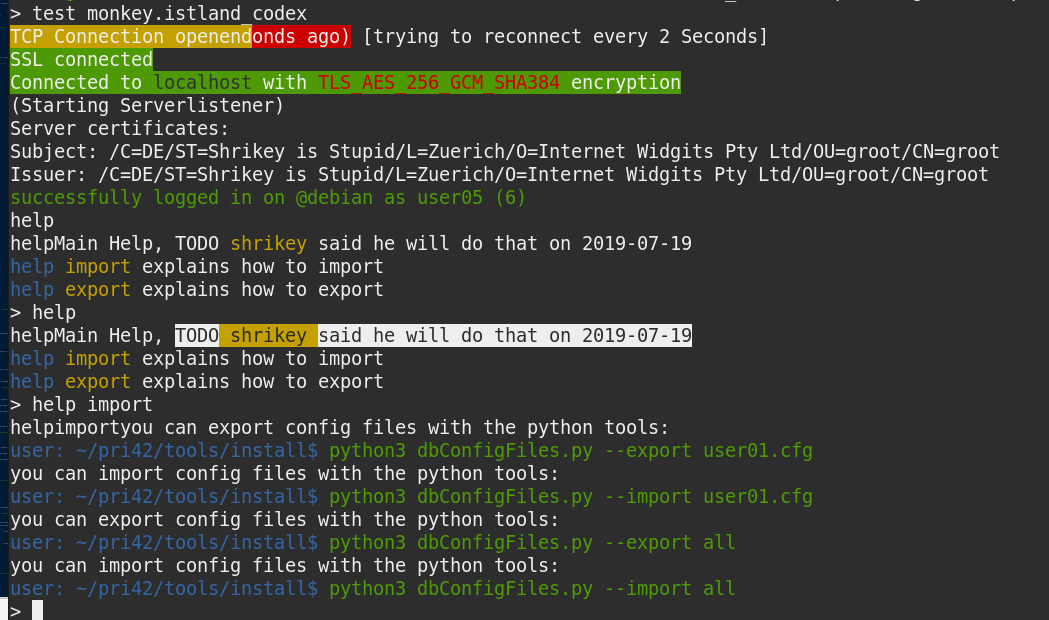 > test monkey.istland_codex
TCP Connection openendonds ago) [trying to reconnect every 2 Seconds]
SSL connected
Connected to localhost with TLS_AES_256_GCM_SHA384 encryption
(Starting Serverlistener)
Server certificates:
Subject: /C=DE/ST=Shrikey is Stupid/L=Zuerich/O=Internet Widgits Pty Ltd/OU=groot/CN=groot
Issuer: /C=DE/ST=Shrikey is Stupid/L=Zuerich/O=Internet Widgits Pty Ltd/OU=groot/CN=groot
successfully logged in on @debian as user05 (6)
help
helpMain Help, TODO shrikey said he will do that on 2019-07-19
help import explains how to import
help export explains how to export
> help
helpMain Help, TODO shrikey said he will do that on 2019-07-19
help import explains how to import
help export explains how to export
> help import
helpimportyou can export config files with the python tools:
user: ~/pri42/tools/install$ python3 dbConfigFiles.py --export user01.cfg
you can import config files with the python tools:
user: ~/pri42/tools/install$ python3 dbConfigFiles.py --import user01.cfg
you can export config files with the python tools:
user: ~/pri42/tools/install$ python3 dbConfigFiles.py --export all
you can import config files with the python tools:
user: ~/pri42/tools/install$ python3 dbConfigFiles.py --import all
>